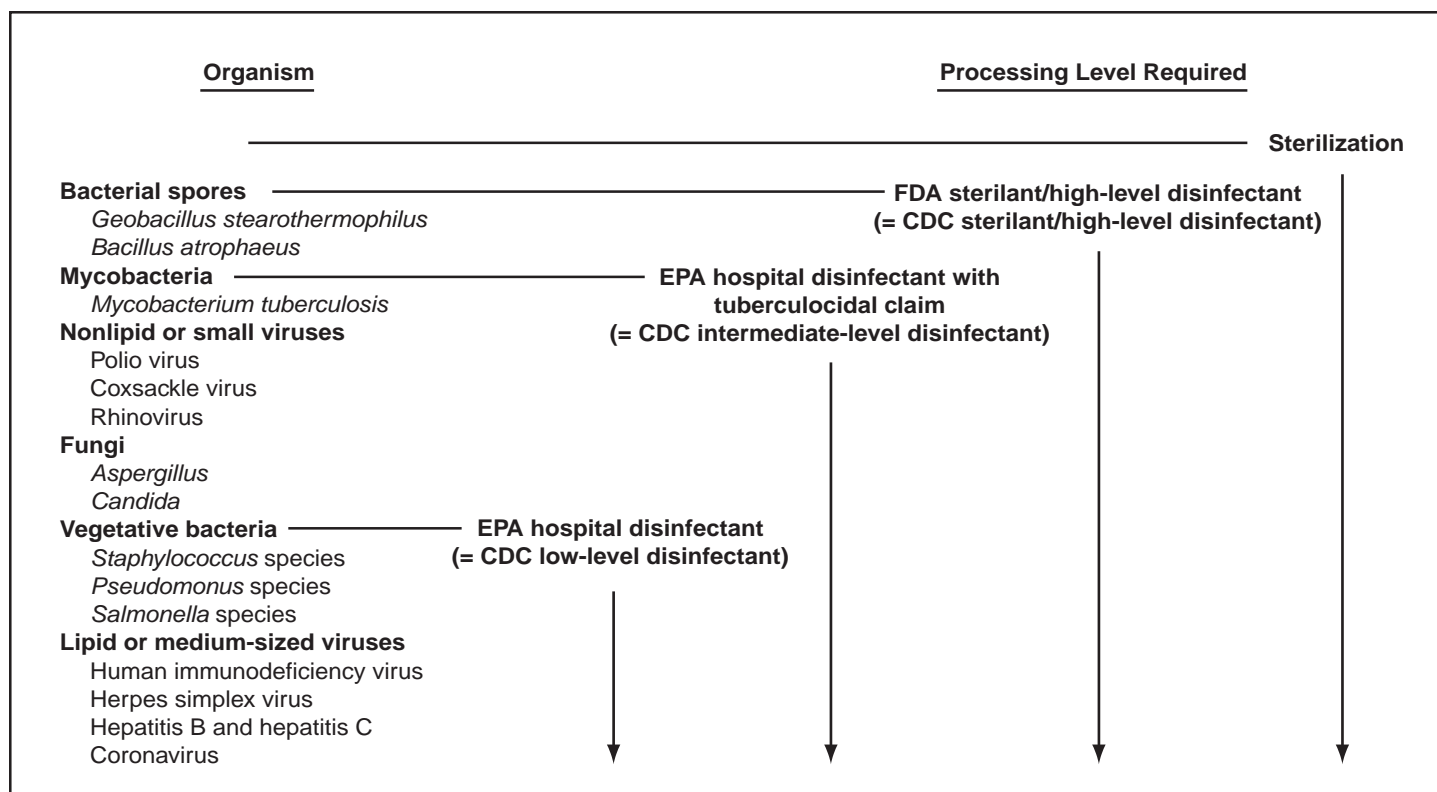 Organism
Processing Level Required
Sterilization
Bacterial spores
FDA sterilant/high-level disinfectant
(= CDC sterilant/high-level disinfectant)
Geobacillus stearothermophilus
Bacillus atrophaeus
Mycobacteria
EPA hospital disinfectant with
tuberculocidal claim
(= CDC intermediate-level disinfectant)
Mycobacterium tuberculosis
Nonlipid or small viruses
Polio virus
Coxsackle virus
Rhinovirus
Fungi
Aspergillus
Candida
Vegetative bacteria
EPA hospital disinfectant
(= CDC low-level disinfectant)
Staphylococcus species
Pseudomonus species
Salmonella species
Lipid or medium-sized viruses
Human immunodeficiency virus
Herpes simplex virus
Hepatitis B and hepatitis C
Coronavirus